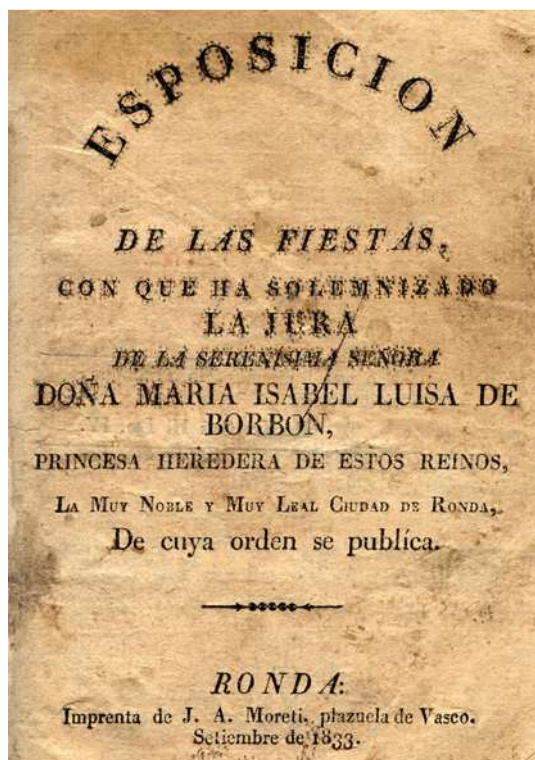 ESPOSICION
DE LAS FIESTAS,
CON QUE HA SOLEMNIZADO
LA JURA
DE LA SERENÍSIMA SEÑORA
DOÑA MARIA ISABEL LUISA DE
BORBON,
PRINCESA HEREDERA DE ESTOS REINOS,
LA MUY NOBLE Y MUY LEAL CIUDAD DE RONDA,
De cuya orden se publíca.
RONDA:
Imprenta de J. A. Moreti, plazuela de Vasco.
Setiembre de 1833.